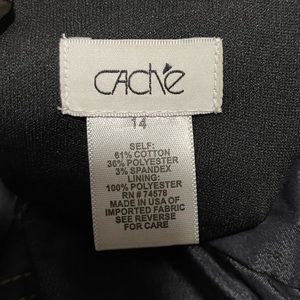 CAChé
14
SELF:
61% COTTON
36% POLYESTER
3% SPANDEX
LINING:
100% POLYESTER
RN # 74578
MADE IN USA OF
IMPORTED FABRIC
SEE REVERSE
FOR CARE